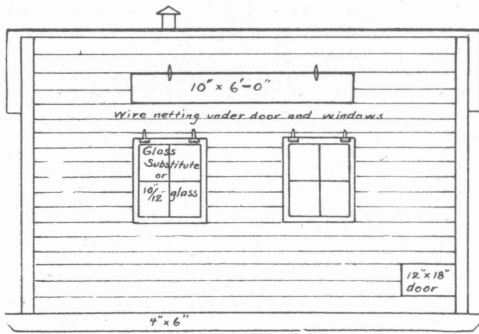 10" x 6'-0"
Wire netting under door and windows
Glass
Substitute
or
10/12" glass
12" x 18"
door
4" x 6"